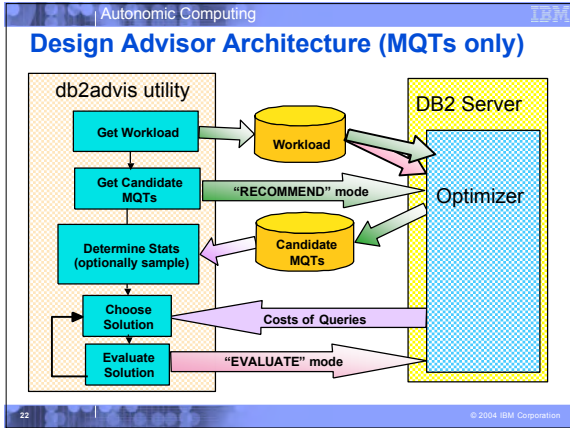 Autonomic Computing
IBM
Design Advisor Architecture (MQTs only)
db2advis utility
DB2 Server
Get Workload
Workload
Get Candidate
MQTs
"RECOMMEND" mode
Optimizer
Determine Stats
(optionally sample)
Candidate
MQTs
Choose
Solution
Costs of Queries
Evaluate
Solution
"EVALUATE" mode
22
© 2004 IBM Corporation